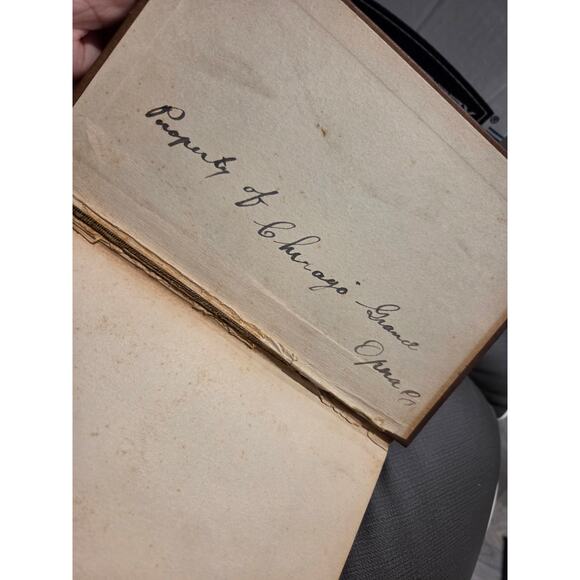 Property of Chicago Grand
Opera Co